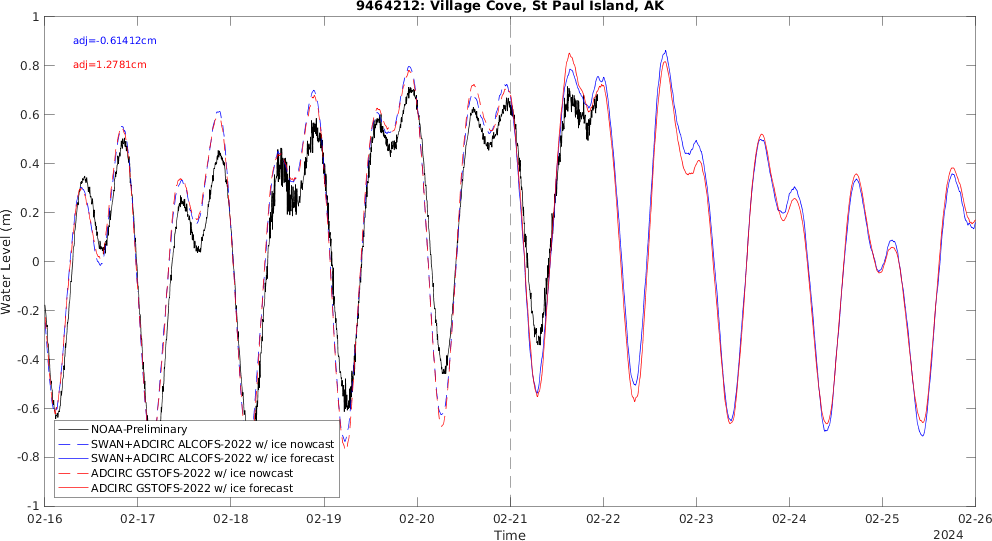 9464212: Village Cove, St Paul Island, AK
adj=-0.61412cm
adj=1.2781cm
Water Level (m)
1
0.8
0.6
0.4
0.2
0
-0.2
-0.4
-0.6
-0.8
-1
NOAA-Preliminary
SWAN+ADCIRC ALCOFS-2022 w/ ice nowcast
SWAN+ADCIRC ALCOFS-2022 w/ ice forecast
ADCIRC GSTOFS-2022 w/ ice nowcast
ADCIRC GSTOFS-2022 w/ ice forecast
02-16 02-17 02-18 02-19 02-20 02-21 02-22 02-23 02-24 02-25 02-26
Time
2024